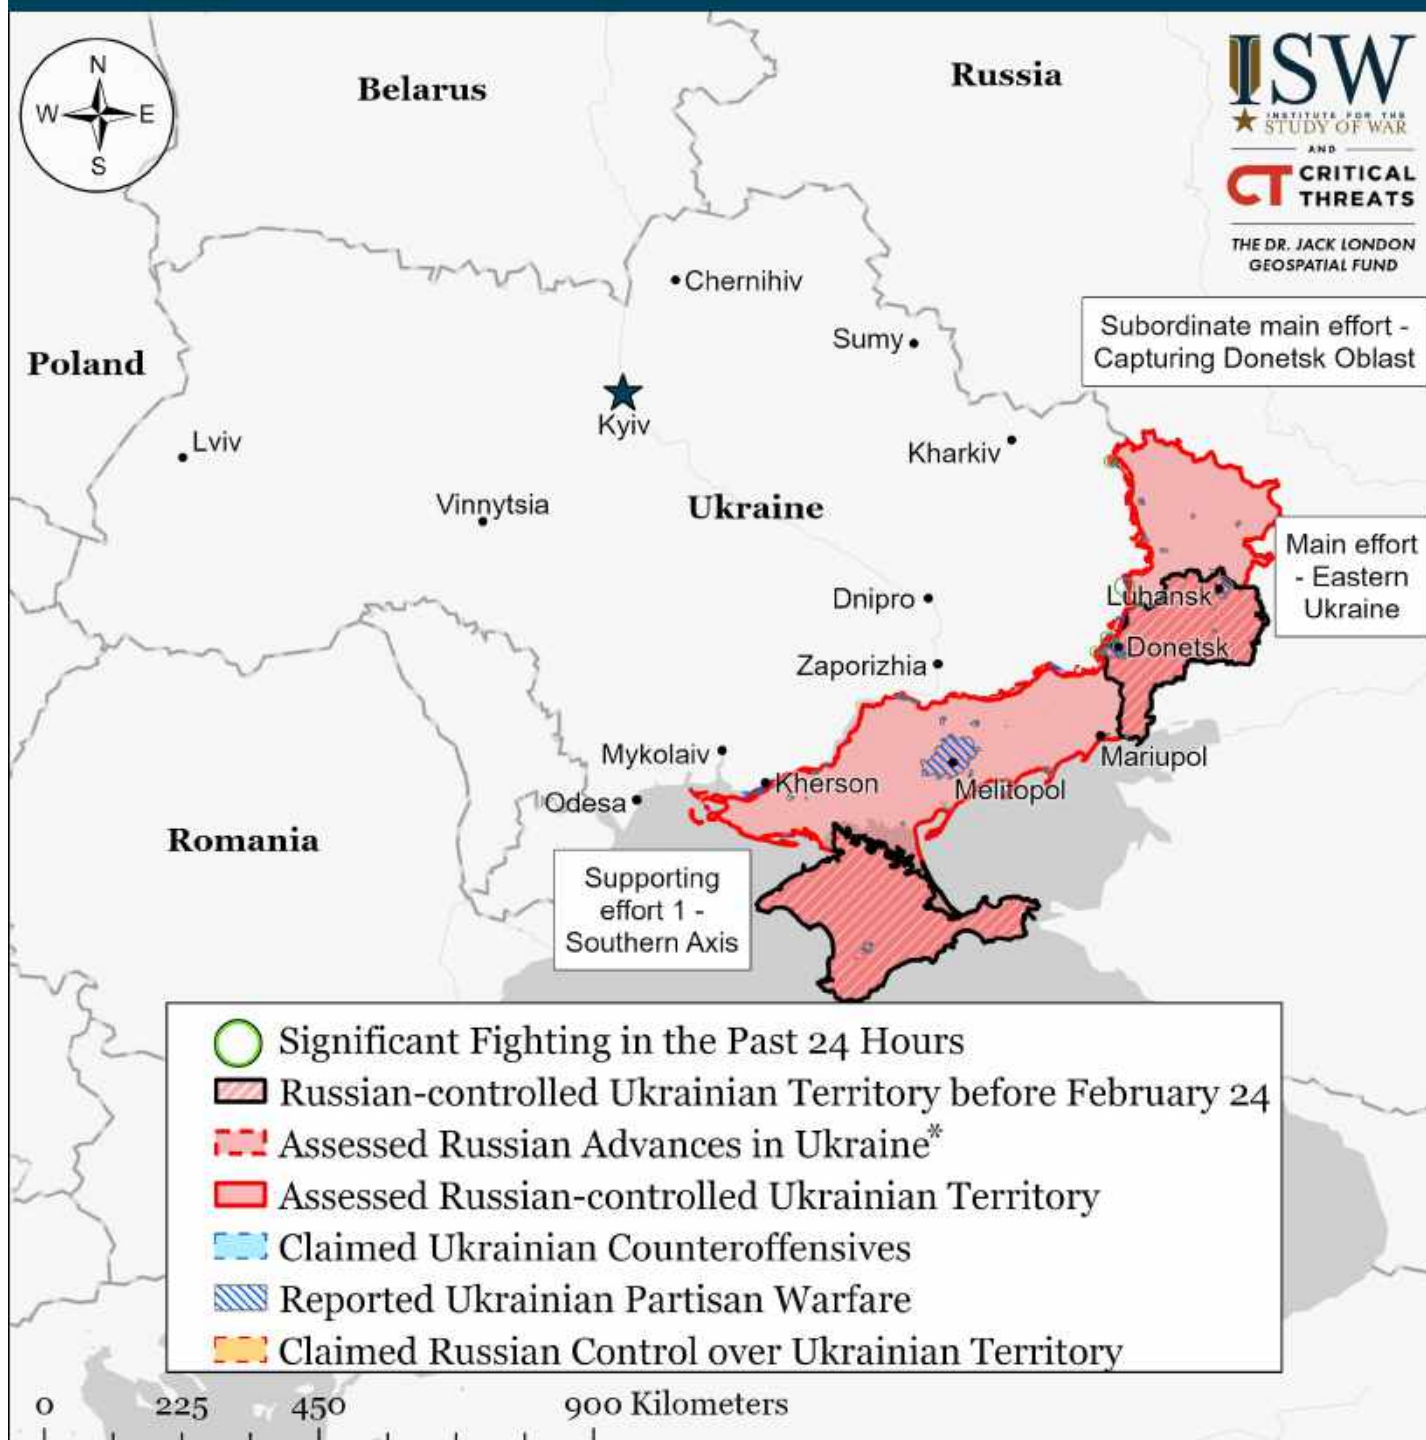 N
W
E
S
Belarus
Russia
ISW
INSTITUTE FOR THE
STUDY OF WAR
AND
CT CRITICAL
THREATS
THE DR. JACK LONDON
GEOSPATIAL FUND
Chernihiv
Sumy
Subordinate main effort -
Capturing Donetsk Oblast
Poland
Kyiv
Lviv
Kharkiv
Vinnytsia
Ukraine
Main effort
- Eastern
Ukraine
Dnipro
Luhansk
Donetsk
Zaporizhia
Mykolaiv
Mariupol
Kherson
Melitopol
Odesa
Romania
Supporting
effort 1 -
Southern Axis
Significant Fighting in the Past 24 Hours
Russian-controlled Ukrainian Territory before February 24
Assessed Russian Advances in Ukraine*
Assessed Russian-controlled Ukrainian Territory
Claimed Ukrainian Counteroffensives
Reported Ukrainian Partisan Warfare
Claimed Russian Control over Ukrainian Territory
0 225 450 900 Kilometers